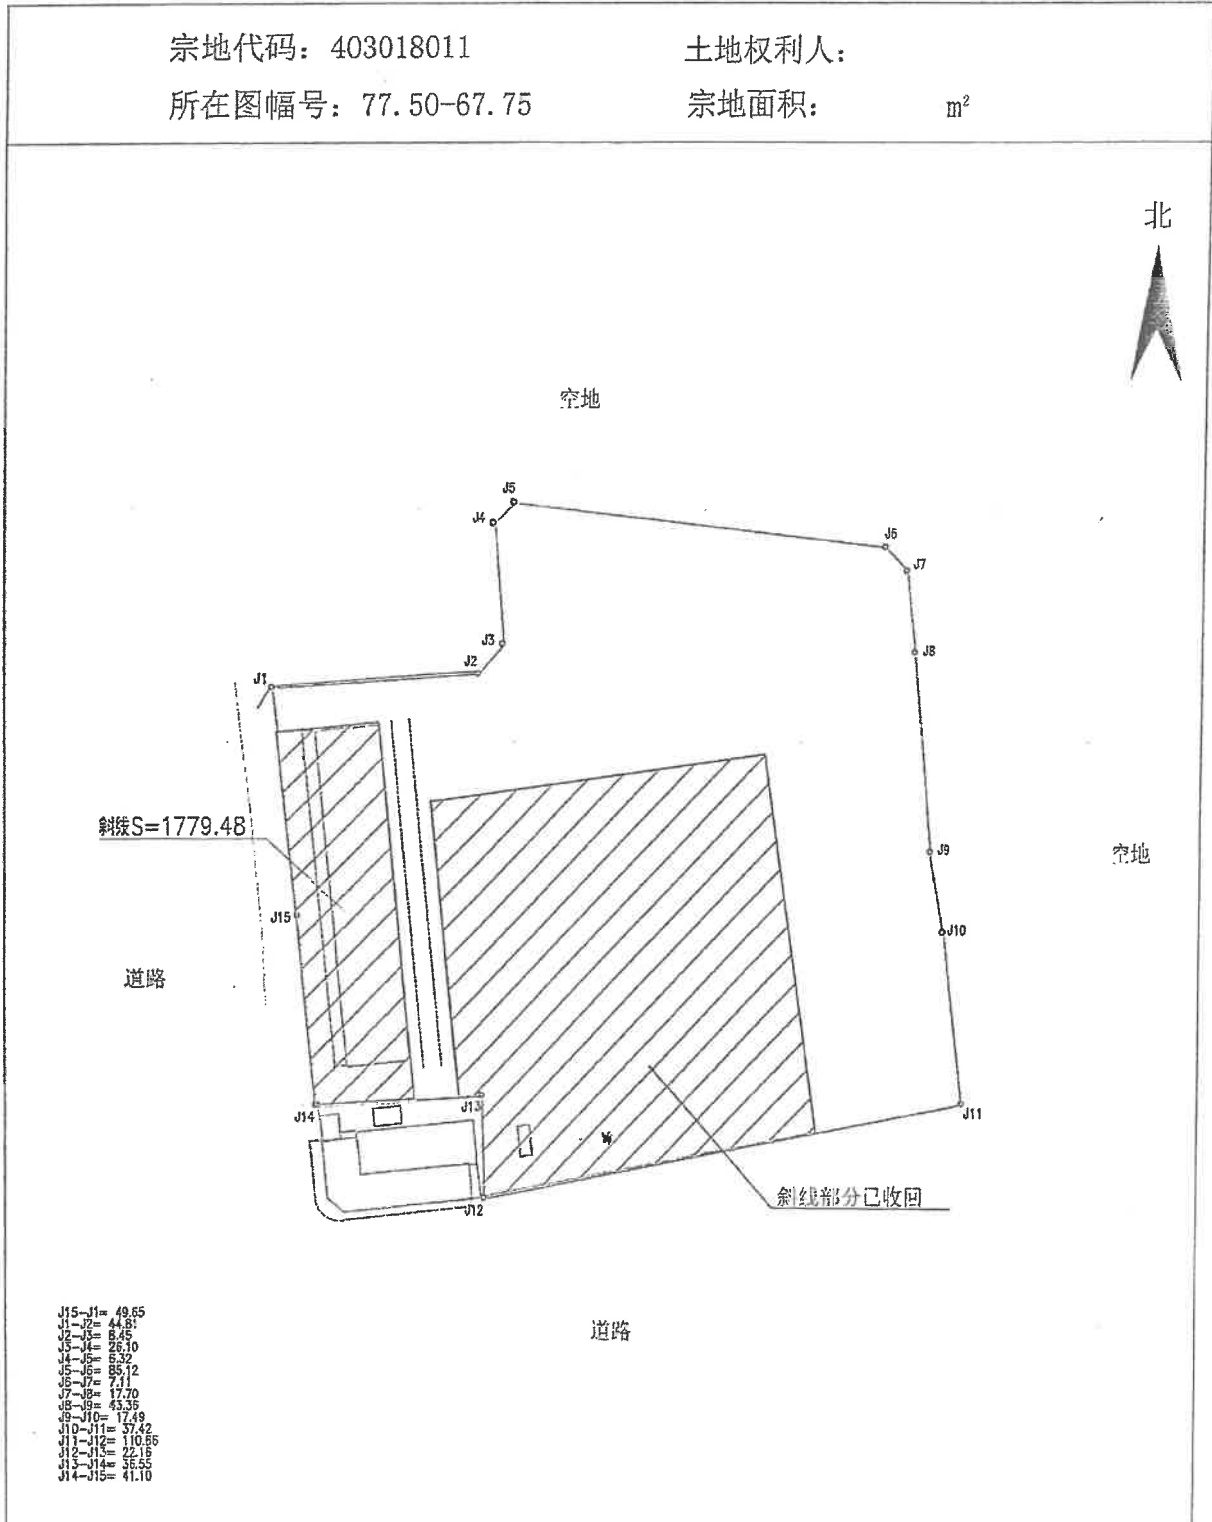 宗地代码：403018011
土地权利人：
所在图幅号：77.50-67.75
宗地面积： m²
北
空地
J5
J4
J6
J7
J3
J8
J2
J1
斜线S=1779.48
J9
空地
J15
J10
道路
J14
J13
J11
斜线部分已收回
J12
道路
J15-J1= 49.65
J1-J2= 44.81
J2-J3= 8.45
J3-J4= 26.10
J4-J5= 6.32
J5-J6= 85.12
J6-J7= 7.11
J7-J8= 17.70
J8-J9= 43.36
J9-J10= 17.49
J10-J11= 37.42
J11-J12= 110.66
J12-J13= 22.16
J13-J14= 36.55
J14-J15= 41.10